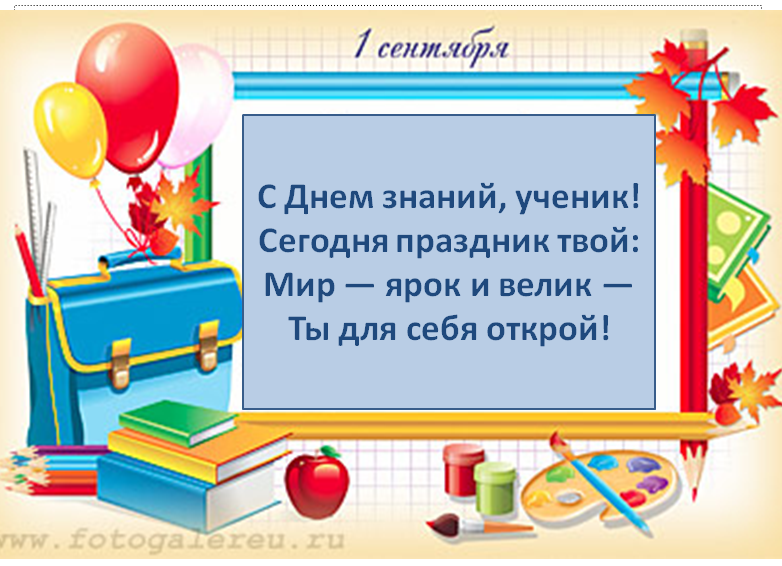 1 сентября
С Днем знаний, ученик!
Сегодня праздник твой:
Мир — ярок и велик —
Ты для себя открой!
www.fotogalereu.ru